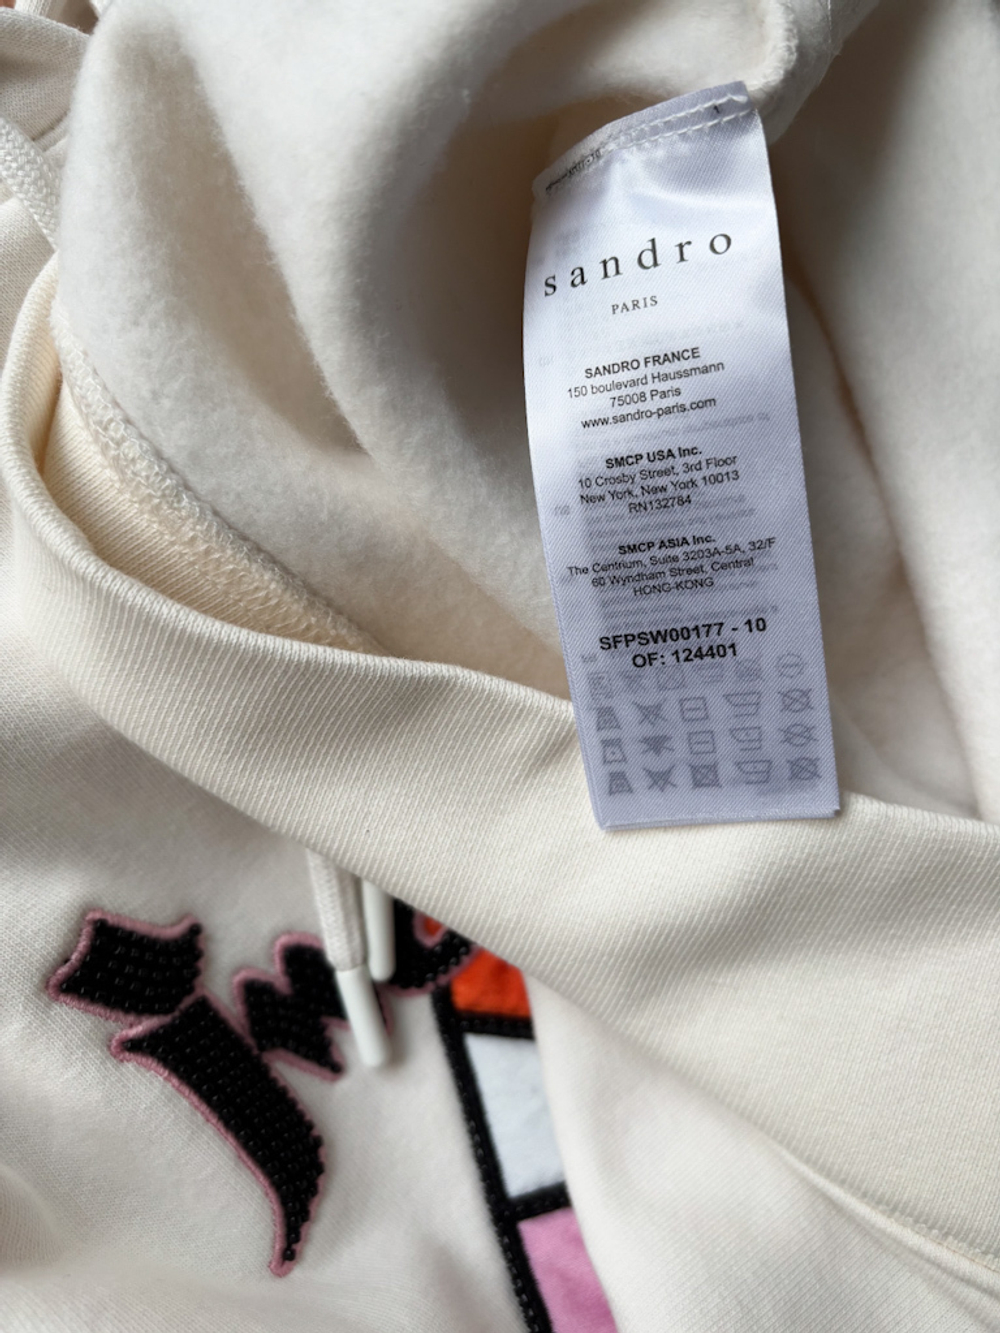 sandro
PARIS
SANDRO FRANCE
150 boulevard Haussmann
75008 Paris
www.sandro-paris.com
SMCP USA Inc.
10 Crosby Street, 3rd Floor
New York, New York 10013
RN132784
SMCP ASIA Inc.
The Centrium, Suite 3203A-5A, 32/F
60 Wyndham Street, Central
HONG-KONG
SFPSW00177 - 10
OF: 124401